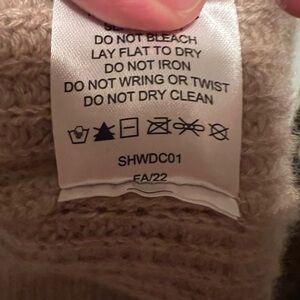 DO NOT BLEACH
LAY FLAT TO DRY
DO NOT IRON
DO NOT WRING OR TWIST
DO NOT DRY CLEAN
SHWDC01
FA/22